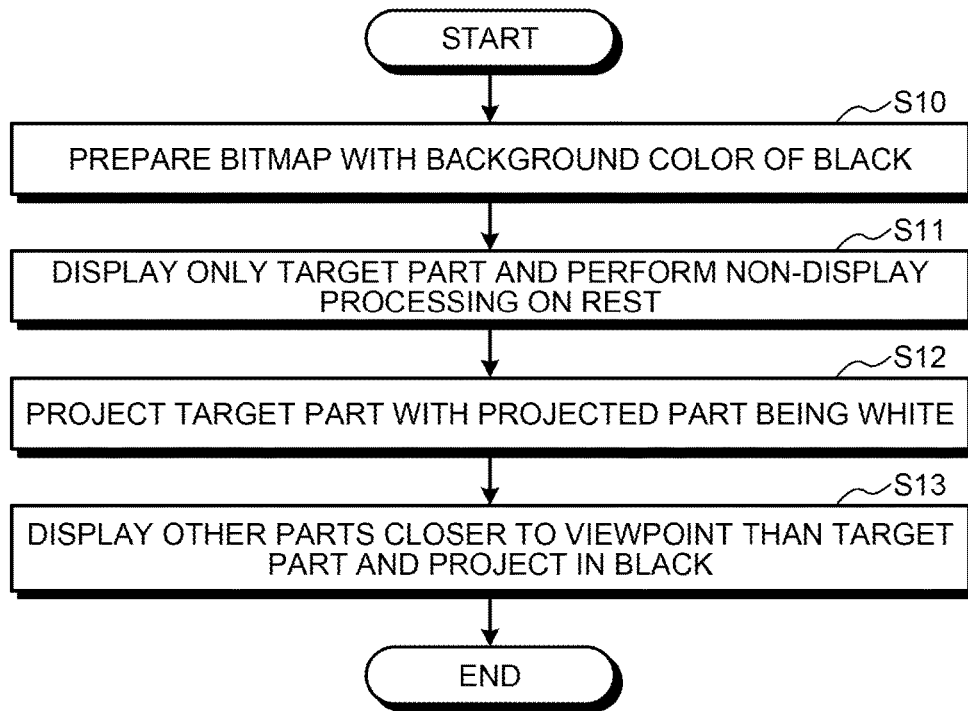 START
S10
PREPARE BITMAP WITH BACKGROUND COLOR OF BLACK
S11
DISPLAY ONLY TARGET PART AND PERFORM NON-DISPLAY
PROCESSING ON REST
S12
PROJECT TARGET PART WITH PROJECTED PART BEING WHITE
S13
DISPLAY OTHER PARTS CLOSER TO VIEWPOINT THAN TARGET
PART AND PROJECT IN BLACK
END